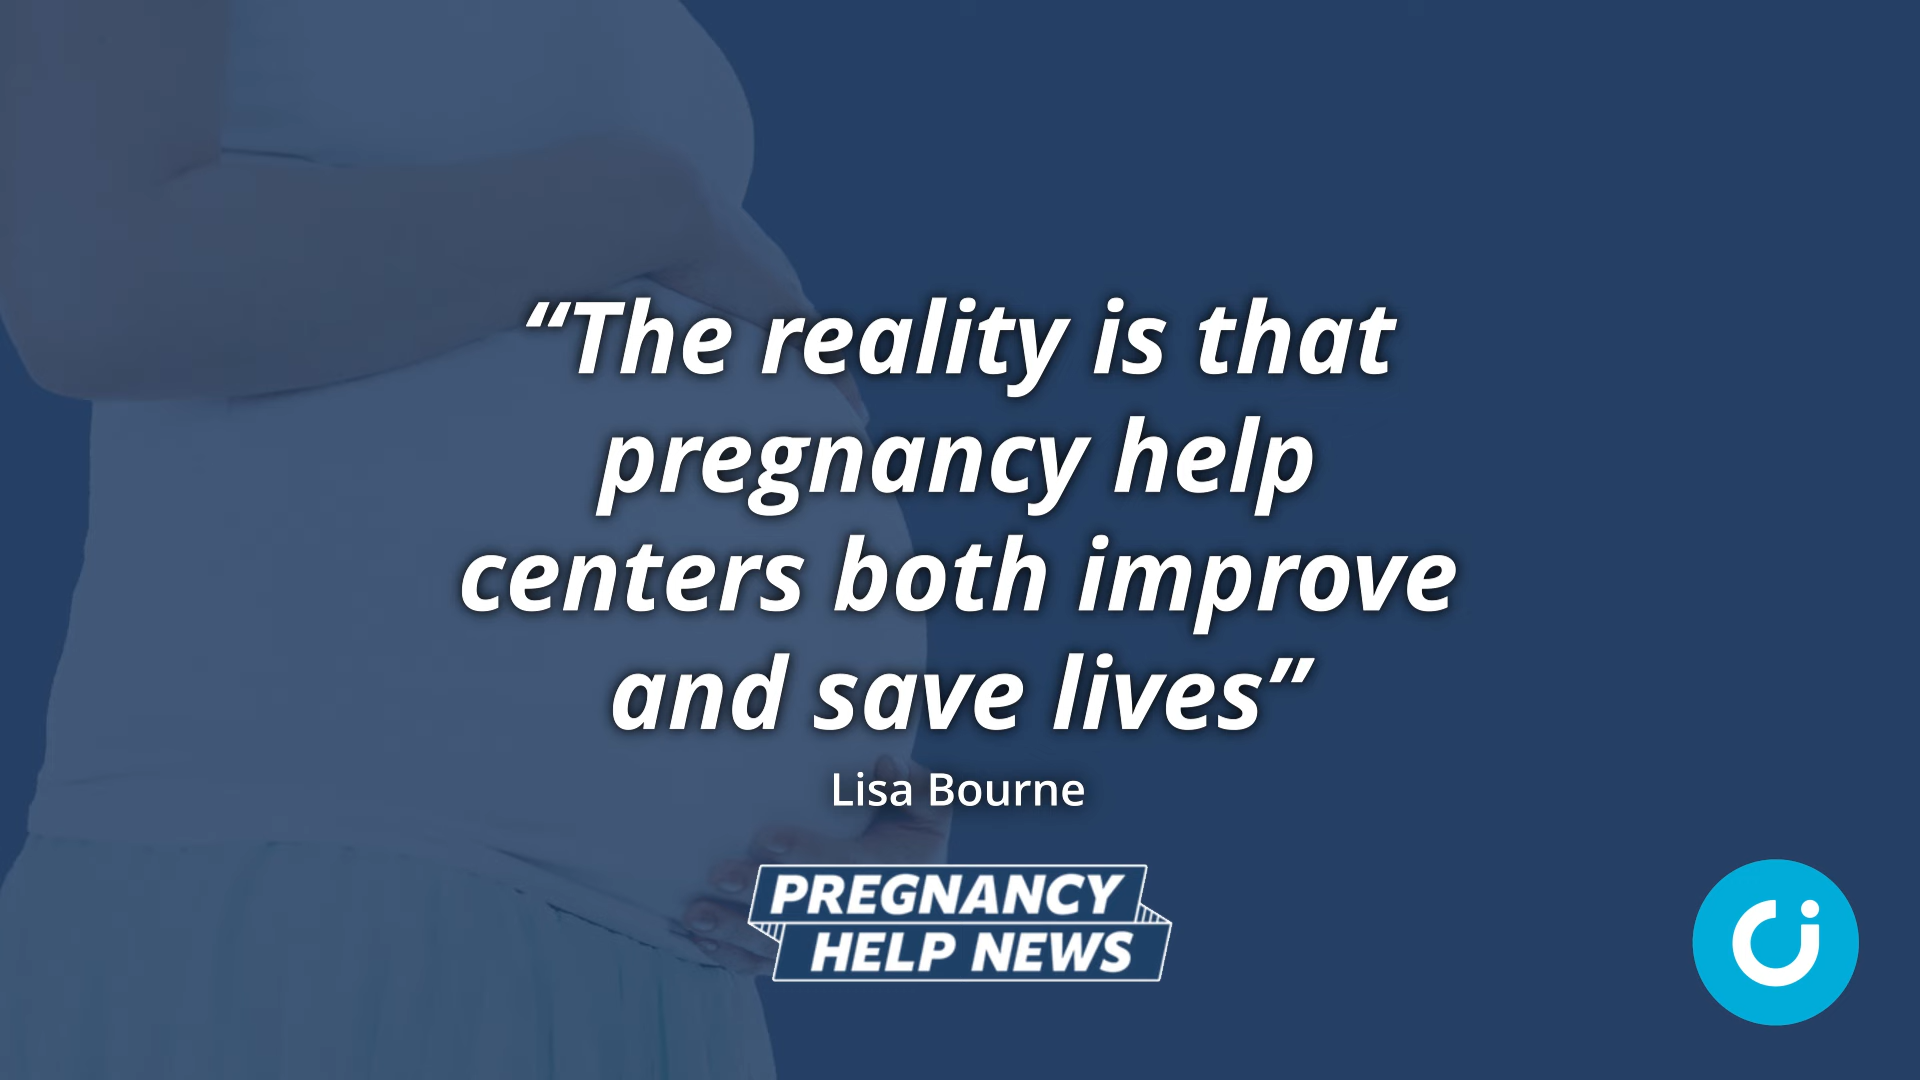 “The reality is that
pregnancy help
centers both improve
and save lives”
Lisa Bourne
PREGNANCY
HELP NEWS